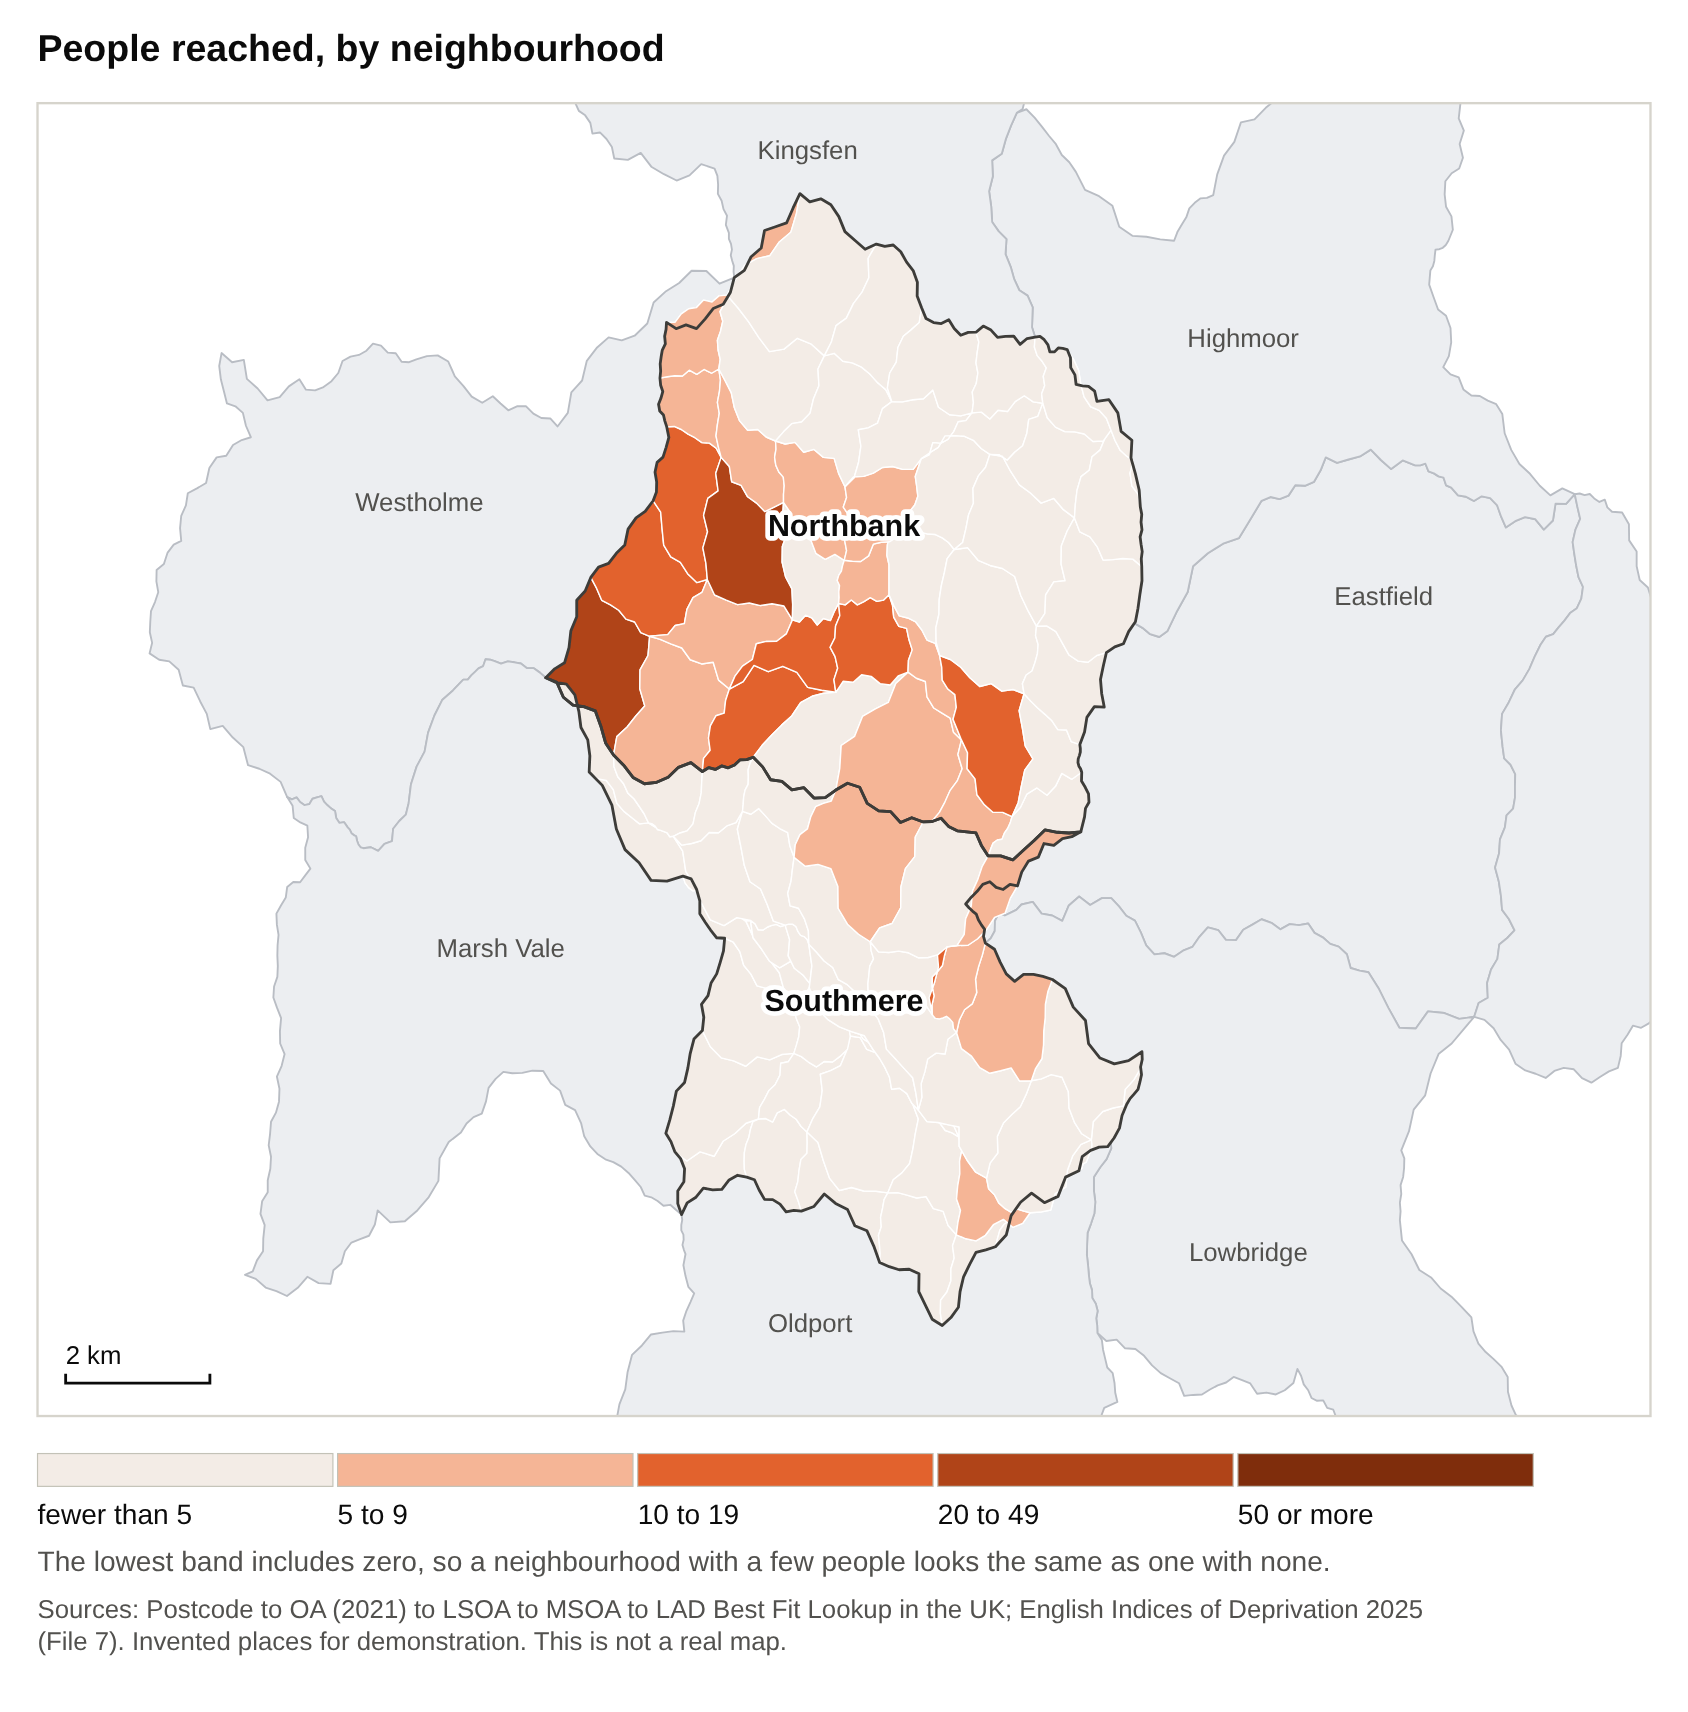 People reached, by neighbourhood
Kingsfen
Highmoor
Westholme
Northbank
Eastfield
Marsh Vale
Southmere
Lowbridge
Oldport
2 km
fewer than 5
5 to 9
10 to 19
20 to 49
50 or more
The lowest band includes zero, so a neighbourhood with a few people looks the same as one with none.
Sources: Postcode to OA (2021) to LSOA to MSOA to LAD Best Fit Lookup in the UK; English Indices of Deprivation 2025
(File 7). Invented places for demonstration. This is not a real map.